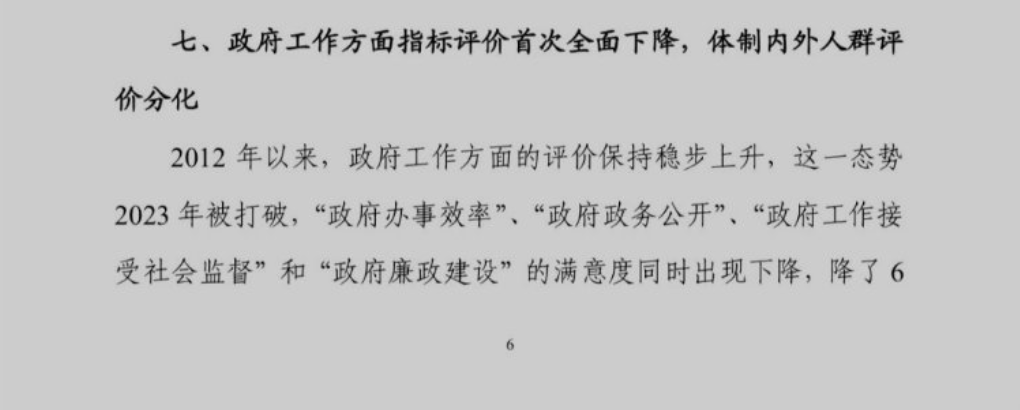 七、政府工作方面指标评价首次全面下降，体制内外人群评
价分化
2012 年以来，政府工作方面的评价保持稳步上升，这一态势
2023 年被打破，“政府办事效率”、“政府政务公开”、“政府工作接
受社会监督”和“政府廉政建设”的满意度同时出现下降，降了 6
6